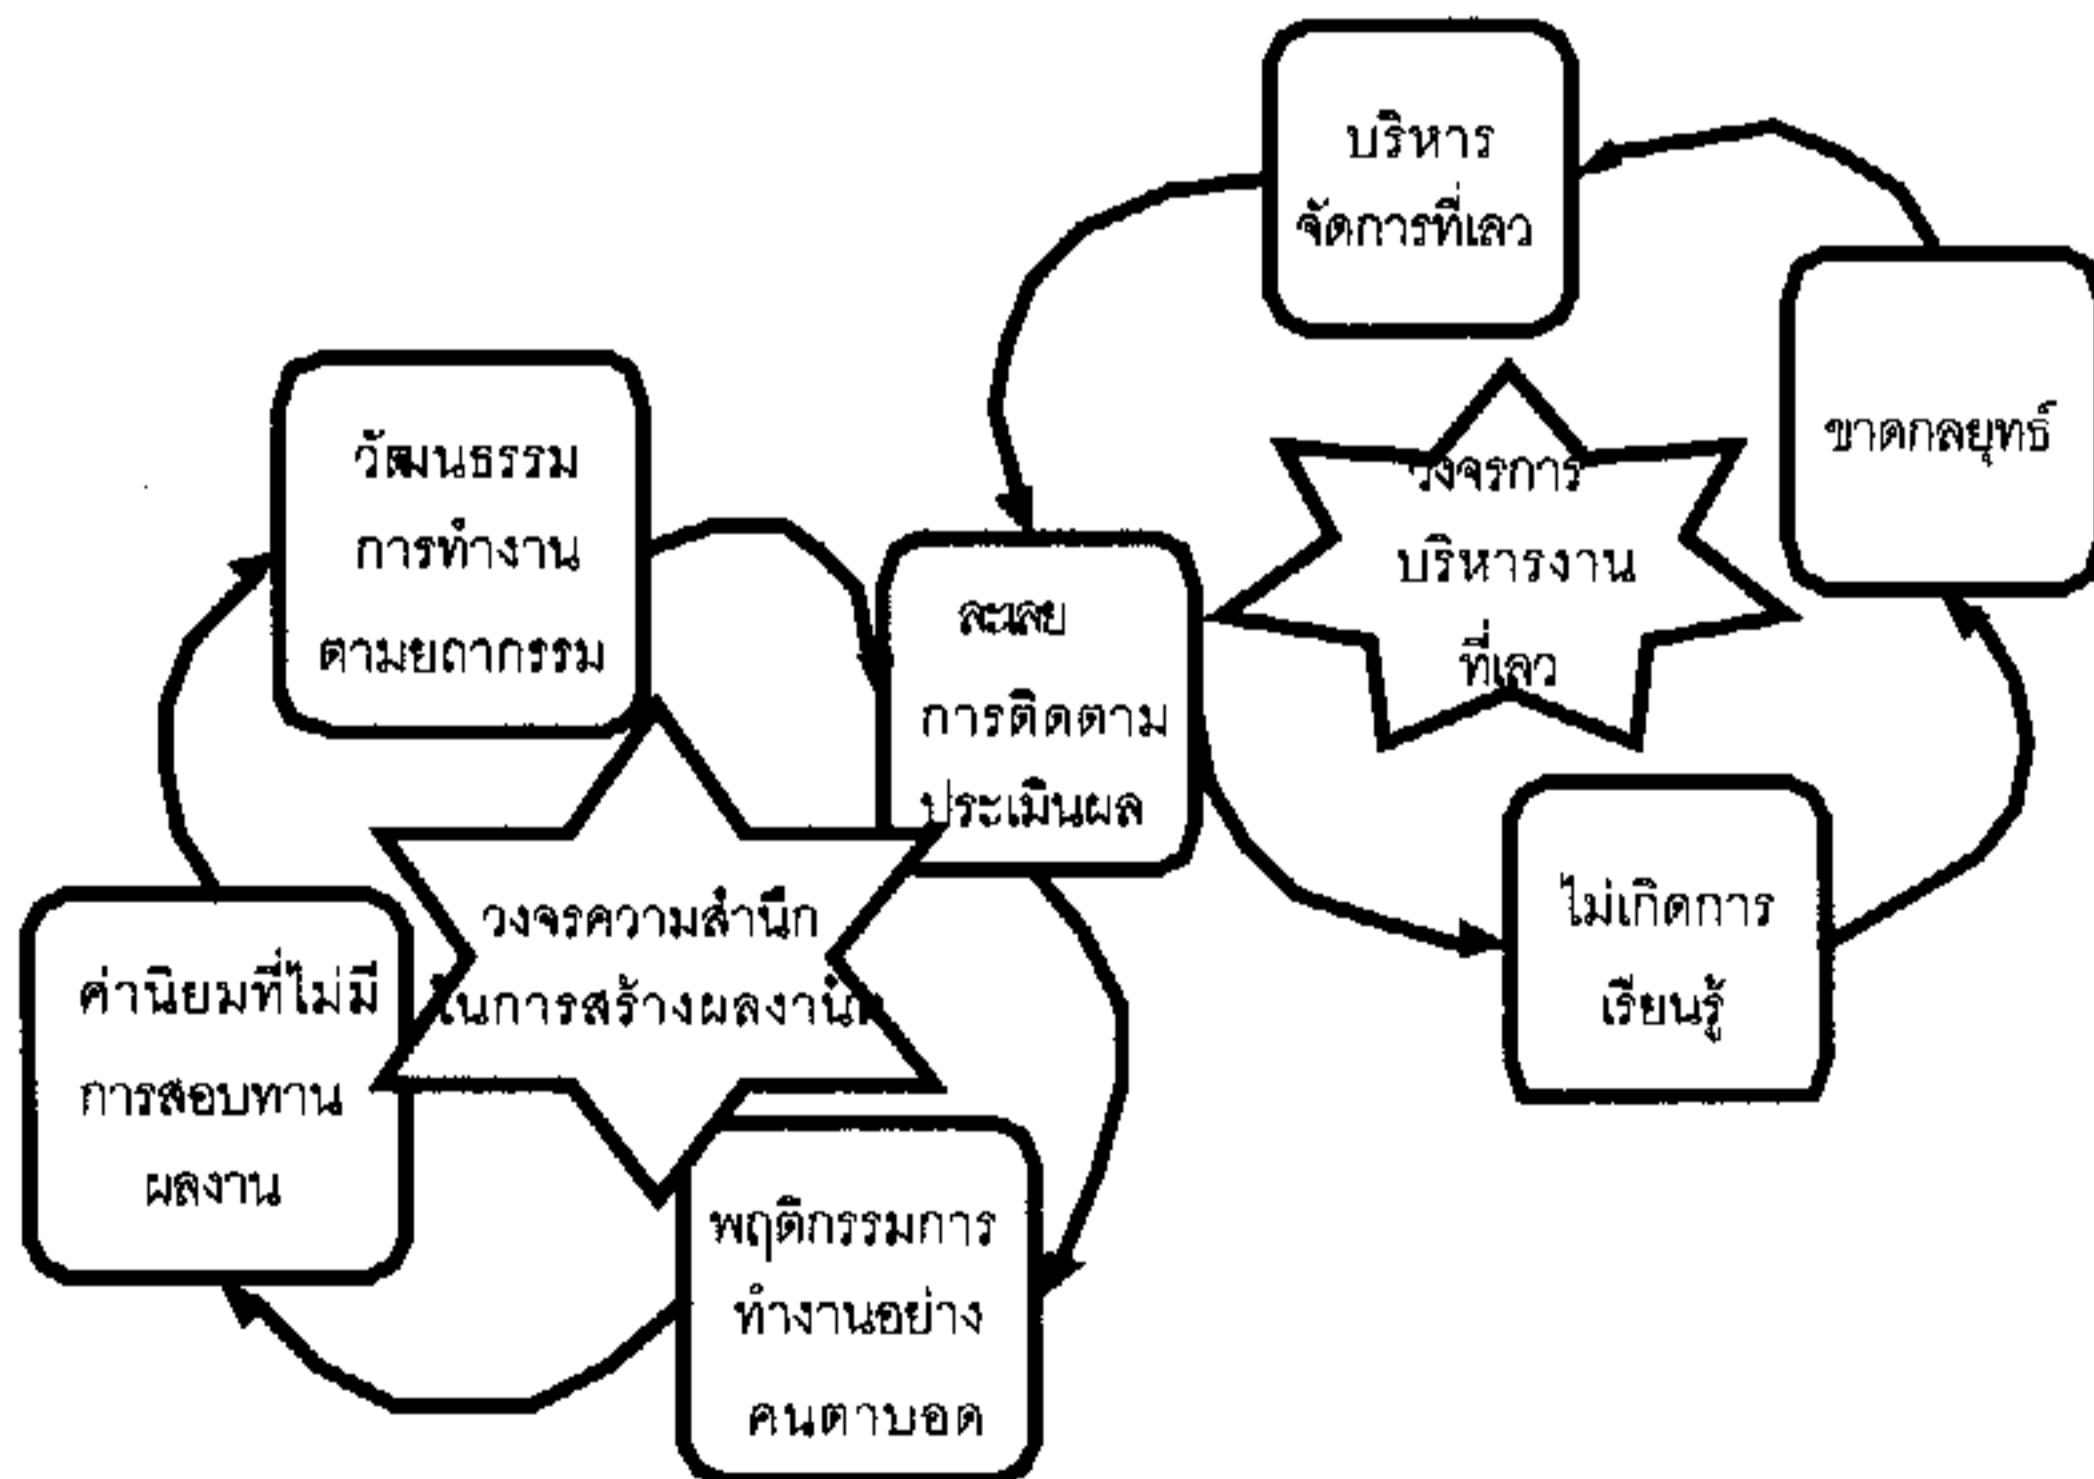 บริหาร
จัดการที่เลว
ขาดกลยุทธ์
วงจรการ
บริหารงาน
ที่เลว
วัฒนธรรม
การทำงาน
ตามยถากรรม
ละเลย
การติดตาม
ประเมินผล
ไม่เกิดการ
เรียนรู้
วงจรความสำนึก
ในการสร้างผลงาน
ค่านิยมที่ไม่มี
การสอบทาน
ผลงาน
พฤติกรรมการ
ทำงานอย่าง
คนตาบอด